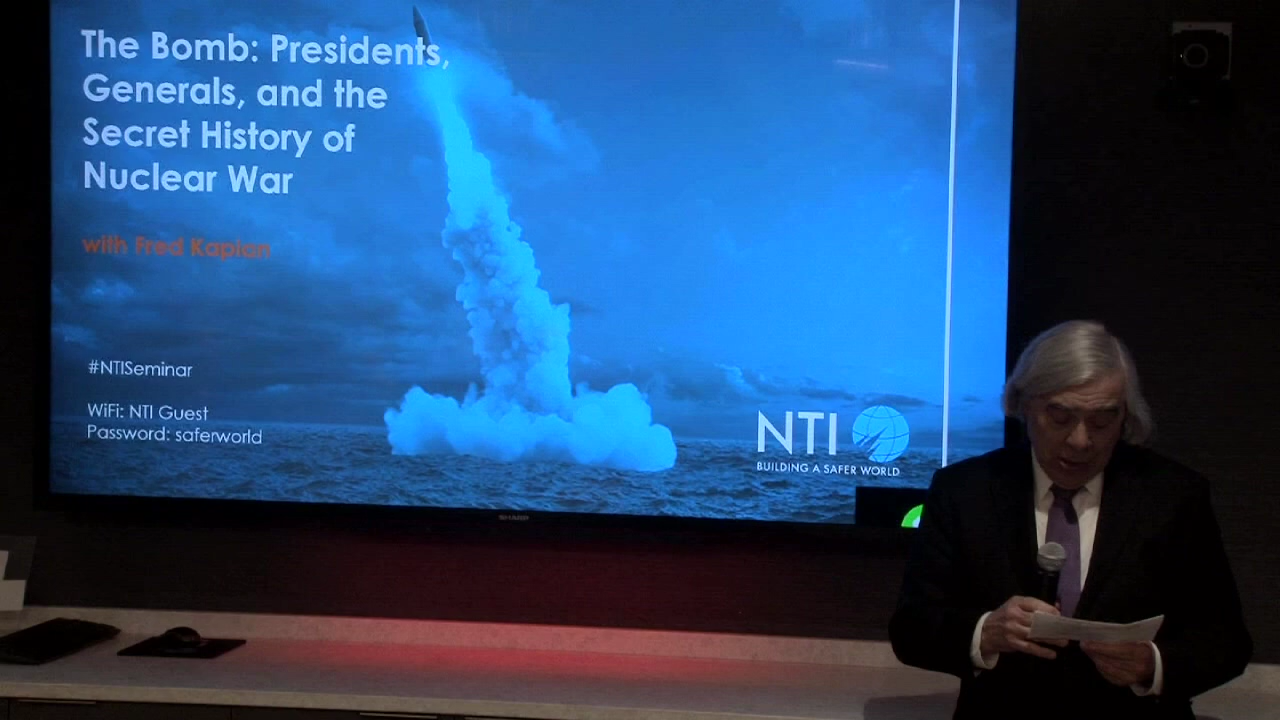 The Bomb: Presidents,
Generals, and the
Secret History of
Nuclear War
with Fred Kaplan
#NTISeminar
WiFi: NTI Guest
Password: saferworld
NTI
BUILDING A SAFER WORLD
SHARP